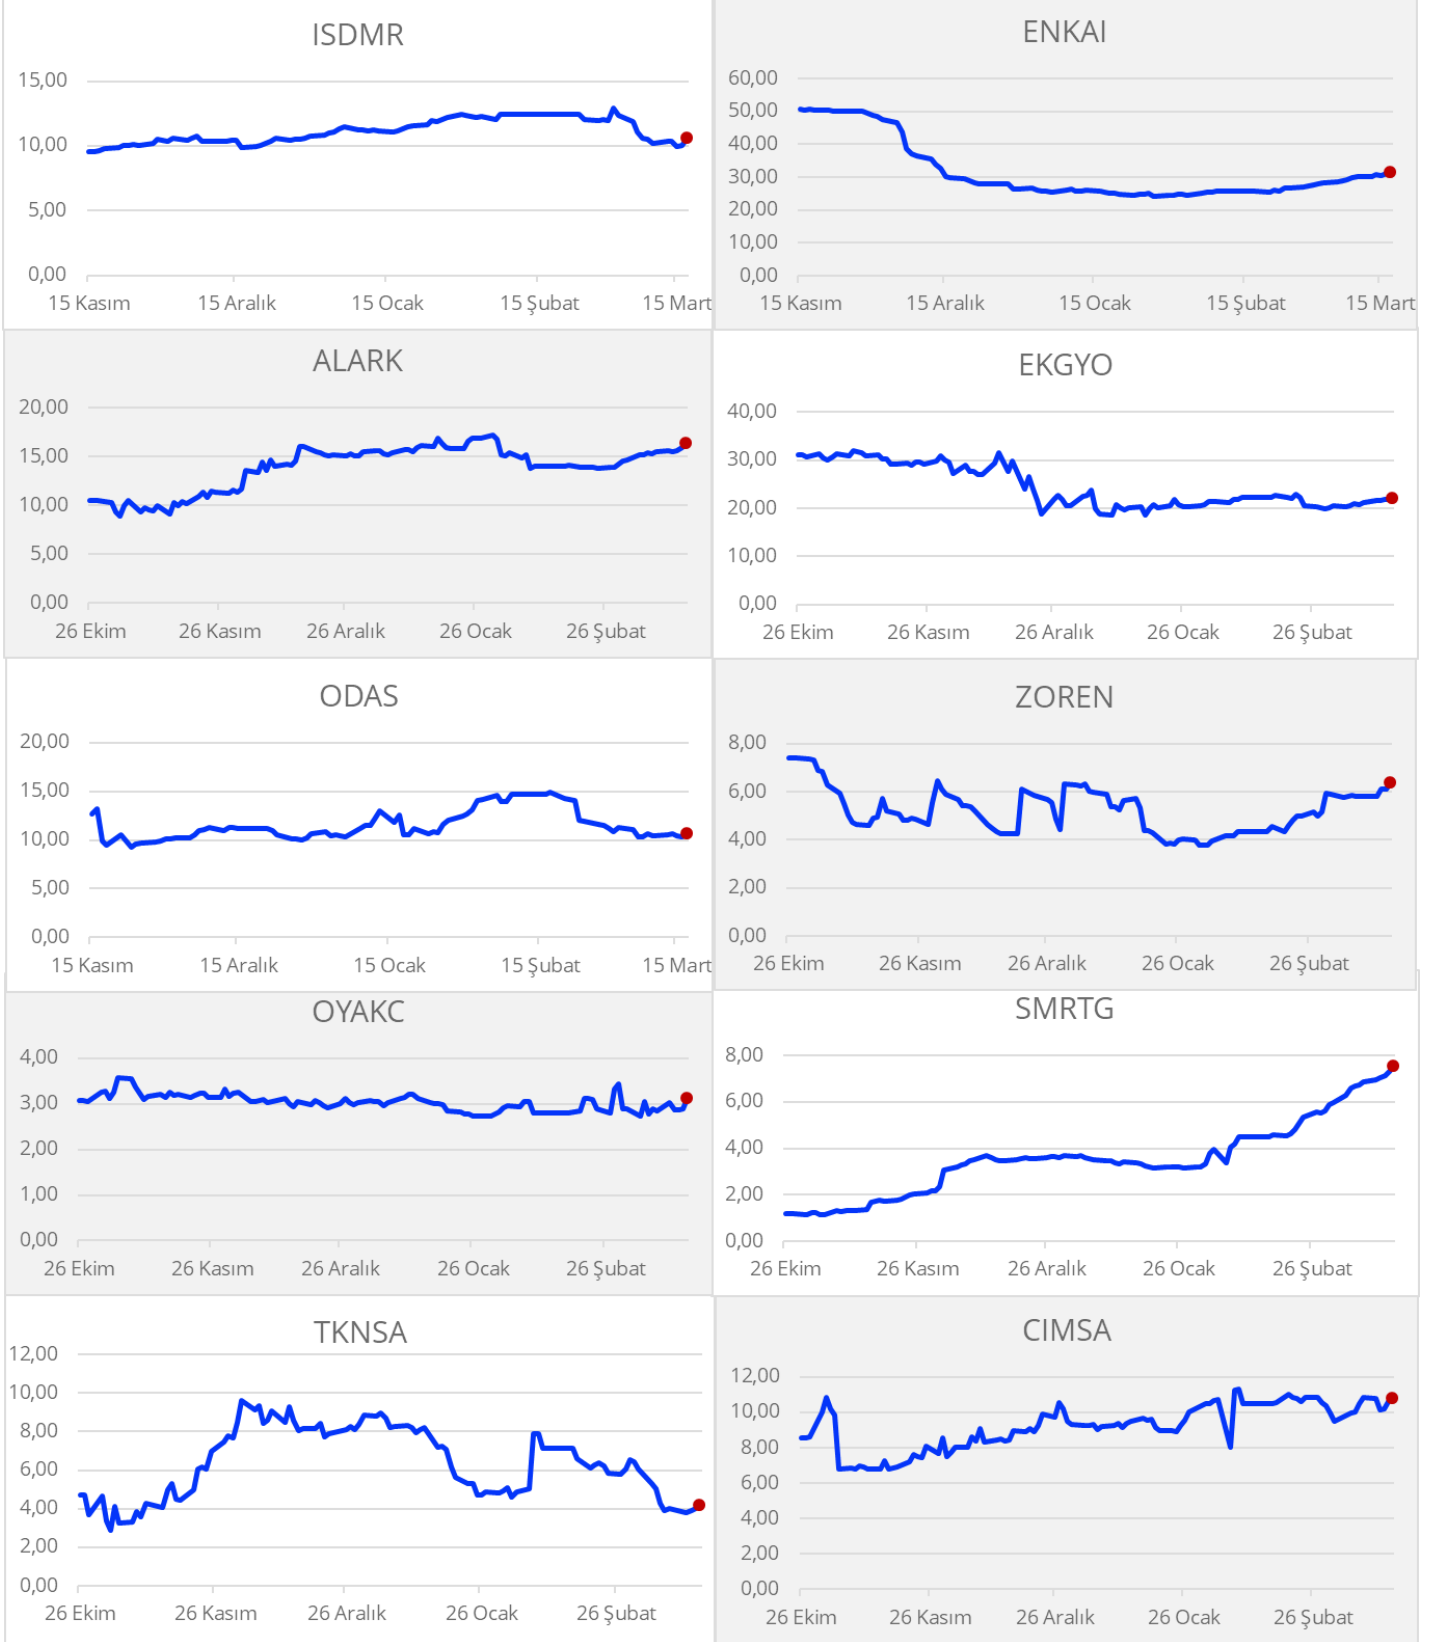 ISDMR
15,00
10,00
5,00
0,00
15 Kasım 15 Aralık 15 Ocak 15 Şubat 15 Mart
ENKAI
60,00
50,00
40,00
30,00
20,00
10,00
0,00
15 Kasım 15 Aralık 15 Ocak 15 Şubat 15 Mart
ALARK
20,00
15,00
10,00
5,00
0,00
26 Ekim 26 Kasım 26 Aralık 26 Ocak 26 Şubat
EKGYO
40,00
30,00
20,00
10,00
0,00
26 Ekim 26 Kasım 26 Aralık 26 Ocak 26 Şubat
ODAS
20,00
15,00
10,00
5,00
0,00
15 Kasım 15 Aralık 15 Ocak 15 Şubat 15 Mart
ZOREN
8,00
6,00
4,00
2,00
0,00
26 Ekim 26 Kasım 26 Aralık 26 Ocak 26 Şubat
OYAKC
4,00
3,00
2,00
1,00
0,00
26 Ekim 26 Kasım 26 Aralık 26 Ocak 26 Şubat
SMRTG
8,00
6,00
4,00
2,00
0,00
26 Ekim 26 Kasım 26 Aralık 26 Ocak 26 Şubat
TKNSA
12,00
10,00
8,00
6,00
4,00
2,00
0,00
26 Ekim 26 Kasım 26 Aralık 26 Ocak 26 Şubat
CIMSA
12,00
10,00
8,00
6,00
4,00
2,00
0,00
26 Ekim 26 Kasım 26 Aralık 26 Ocak 26 Şubat